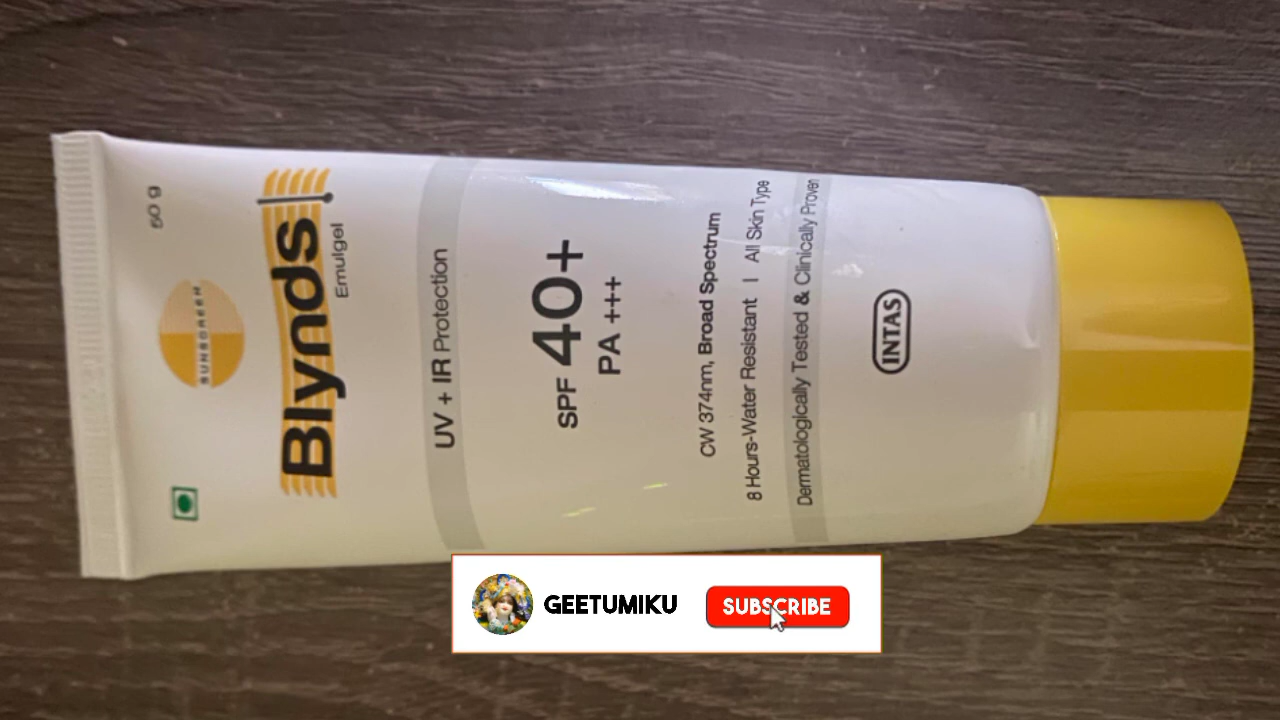 50 g
SUNSCREEN
Blynds
Emulgel
UV + IR Protection
SPF 40+
PA +++
CW 374nm, Broad Spectrum
8 Hours-Water Resistant | All Skin Type
Dermatologically Tested & Clinically Proven
INTAS
GEETUMIKU
SUBSCRIBE